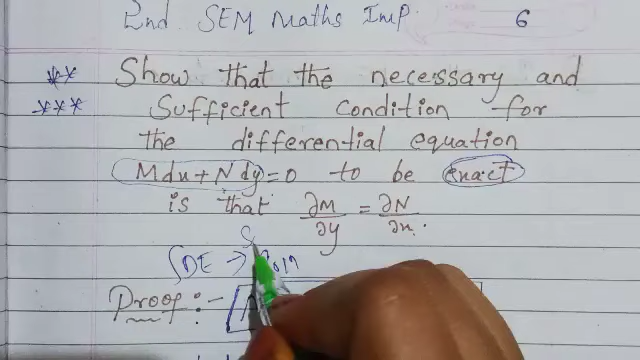 2nd SEM Maths Imp. 6
** Show that the necessary and
*** Sufficient Condition for
the differential equation
Mdx + Ndy = 0 to be exact
is that ∂M/∂y = ∂N/∂x.
DE →
Proof:-